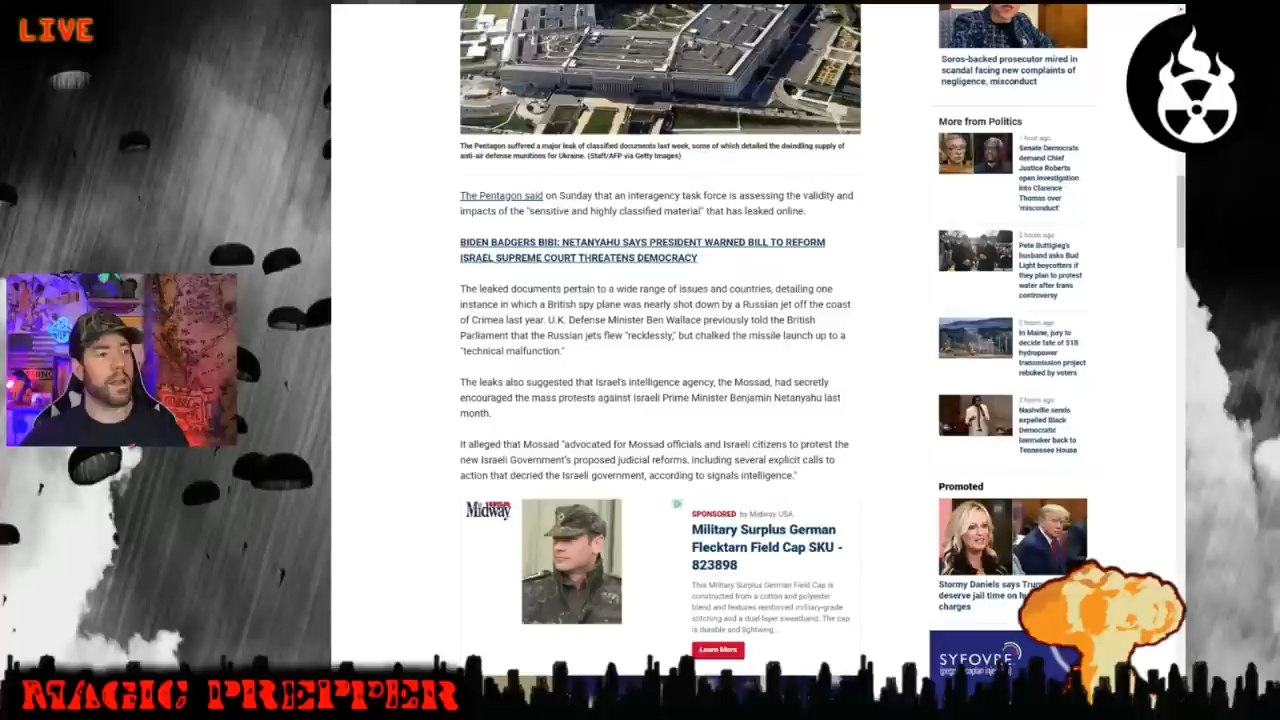 LIVE
The Pentagon suffered a major leak of classified documents last week, some of which detailed the dwindling supply of
anti-air defense munitions for Ukraine. (Staff/AFP via Getty Images)
The Pentagon said on Sunday that an interagency task force is assessing the validity and
impacts of the "sensitive and highly classified material" that has leaked online.
BIDEN BADGERS BIBI: NETANYAHU SAYS PRESIDENT WARNED BILL TO REFORM
ISRAEL SUPREME COURT THREATENS DEMOCRACY
The leaked documents pertain to a wide range of issues and countries, detailing one
instance in which a British spy plane was nearly shot down by a Russian jet off the coast
of Crimea last year. U.K. Defense Minister Ben Wallace previously told the British
Parliament that the Russian jets flew "recklessly," but chalked the missile launch up to a
"technical malfunction."
The leaks also suggested that Israel's intelligence agency, the Mossad, had secretly
encouraged the mass protests against Israeli Prime Minister Benjamin Netanyahu last
month.
It alleged that Mossad "advocated for Mossad officials and Israeli citizens to protest the
new Israeli Government's proposed judicial reforms, including several explicit calls to
action that decried the Israeli government, according to signals intelligence."
Midway
SPONSORED by Midway USA
Military Surplus German
Flecktarn Field Cap SKU -
823898
This Military Surplus German Field Cap is
constructed from a cotton and polyester
blend and features reinforced military-grade
stitching and a dual-layer sweatband. The cap
is durable and lightweig...
Learn More
Soros-backed prosecutor mired in
scandal facing new complaints of
negligence, misconduct
More from Politics
1 hour ago
Senate Democrats
demand Chief
Justice Roberts
open investigation
into Clarence
Thomas over
'misconduct'
2 hours ago
Pete Buttigieg's
husband asks Bud
Light boycotters if
they plan to protest
water after trans
controversy
hours ago
In Maine, jury to
decide fate of $1B
hydropower
transmission project
rebuked by voters
2 hours ago
Nashville sends
expelled Black
Democratic
lawmaker back to
Tennessee House
Promoted
Stormy Daniels says Trum
deserve jail time on hu
charges
SYFOVRE
MAGIC PREPPER